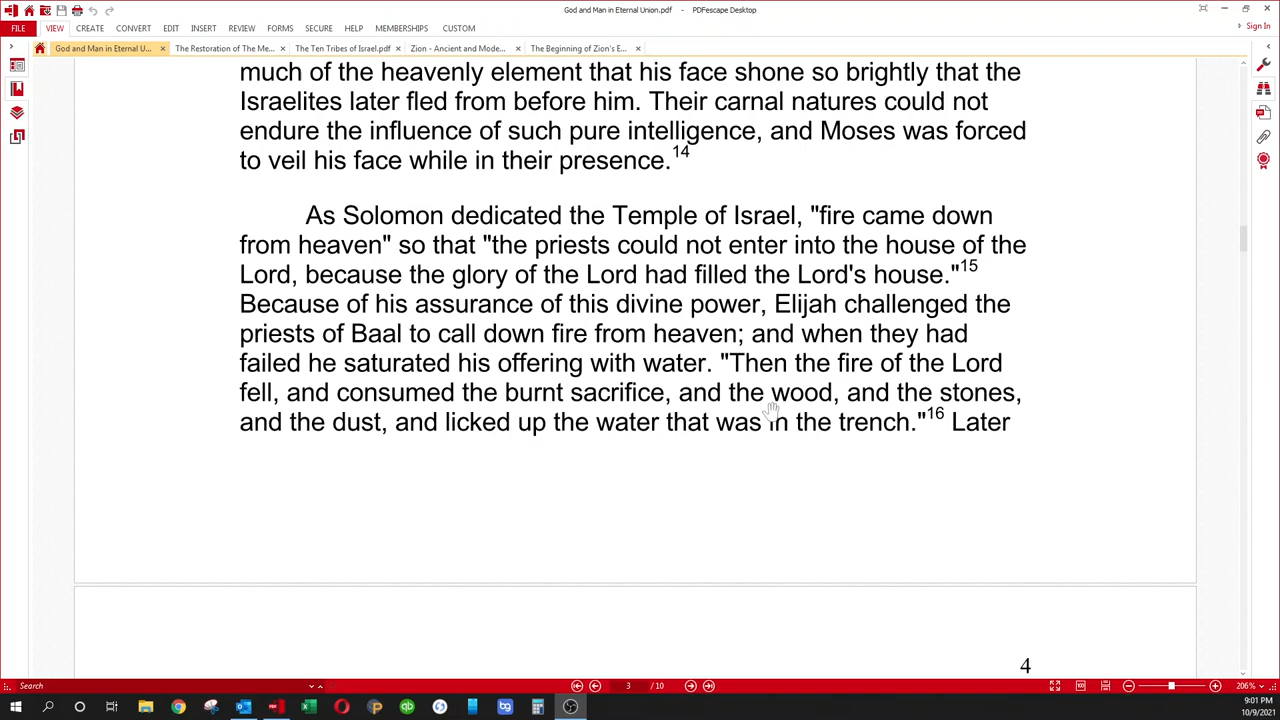 God and Man in Eternal Union.pdf - PDFescape Desktop
FILE VIEW CREATE CONVERT EDIT INSERT REVIEW FORMS SECURE HELP MEMBERSHIPS CUSTOM Sign In
God and Man in Eternal U... The Restoration of The Me... The Ten Tribes of Israel.pdf Zion - Ancient and Mode... The Beginning of Zion's E...
much of the heavenly element that his face shone so brightly that the
Israelites later fled from before him. Their carnal natures could not
endure the influence of such pure intelligence, and Moses was forced
to veil his face while in their presence.14
As Solomon dedicated the Temple of Israel, "fire came down
from heaven" so that "the priests could not enter into the house of the
Lord, because the glory of the Lord had filled the Lord's house."15
Because of his assurance of this divine power, Elijah challenged the
priests of Baal to call down fire from heaven; and when they had
failed he saturated his offering with water. "Then the fire of the Lord
fell, and consumed the burnt sacrifice, and the wood, and the stones,
and the dust, and licked up the water that was in the trench."16 Later
4
Search 3 / 10 206%
9:01 PM
10/9/2021